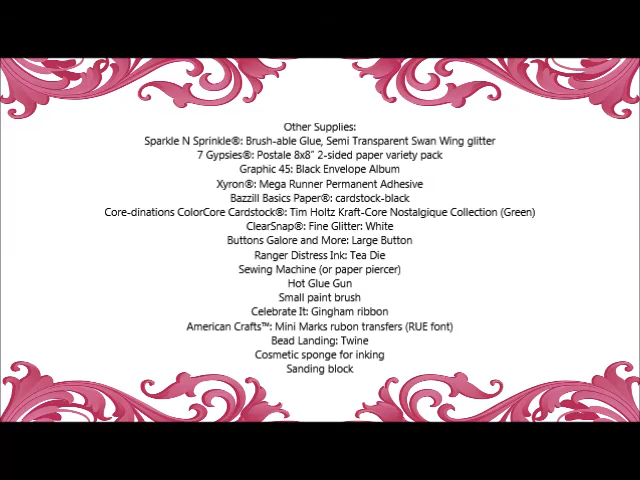 Other Supplies:
Sparkle N Sprinkle®: Brush-able Glue, Semi Transparent Swan Wing glitter
7 Gypsies®: Postale 8x8" 2-sided paper variety pack
Graphic 45: Black Envelope Album
Xyron®: Mega Runner Permanent Adhesive
Bazzill Basics Paper®: cardstock-black
Core-dinations ColorCore Cardstock®: Tim Holtz Kraft-Core Nostalgique Collection (Green)
ClearSnap®: Fine Glitter: White
Buttons Galore and More: Large Button
Ranger Distress Ink: Tea Die
Sewing Machine (or paper piercer)
Hot Glue Gun
Small paint brush
Celebrate It: Gingham ribbon
American Crafts™: Mini Marks rubon transfers (RUE font)
Bead Landing: Twine
Cosmetic sponge for inking
Sanding block